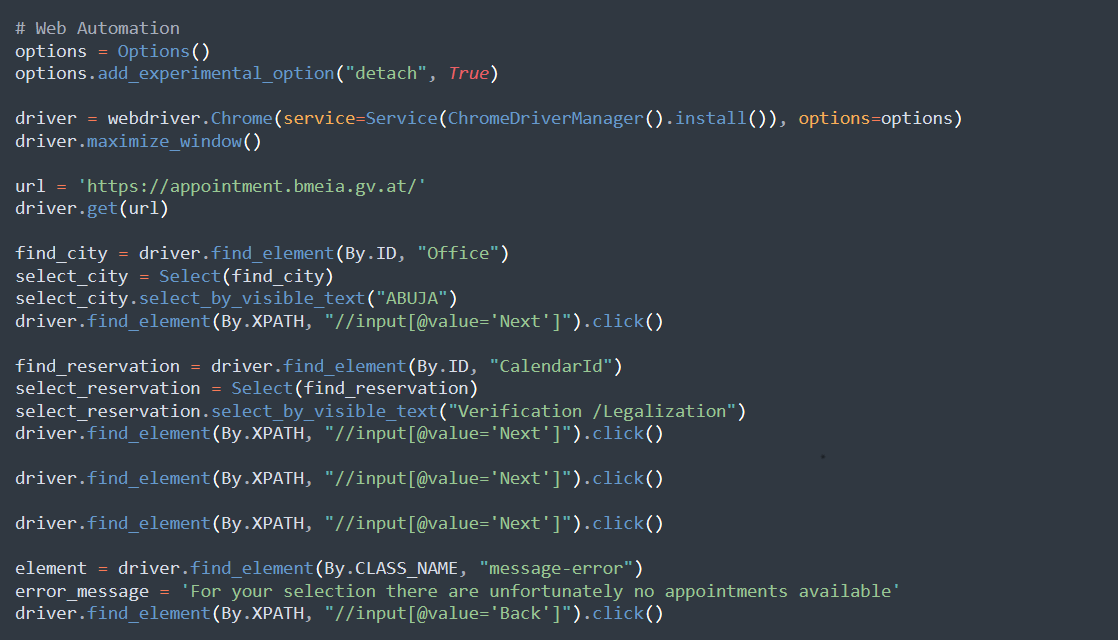 # Web Automation
options = Options()
options.add_experimental_option("detach", True)
driver = webdriver.Chrome(service=Service(ChromeDriverManager().install()), options=options)
driver.maximize_window()
url = 'https://appointment.bmeia.gv.at/'
driver.get(url)
find_city = driver.find_element(By.ID, "Office")
select_city = Select(find_city)
select_city.select_by_visible_text("ABUJA")
driver.find_element(By.XPATH, "//input[@value='Next']").click()
find_reservation = driver.find_element(By.ID, "CalendarId")
select_reservation = Select(find_reservation)
select_reservation.select_by_visible_text("Verification /Legalization")
driver.find_element(By.XPATH, "//input[@value='Next']").click()
driver.find_element(By.XPATH, "//input[@value='Next']").click()
driver.find_element(By.XPATH, "//input[@value='Next']").click()
element = driver.find_element(By.CLASS_NAME, "message-error")
error_message = 'For your selection there are unfortunately no appointments available'
driver.find_element(By.XPATH, "//input[@value='Back']").click()